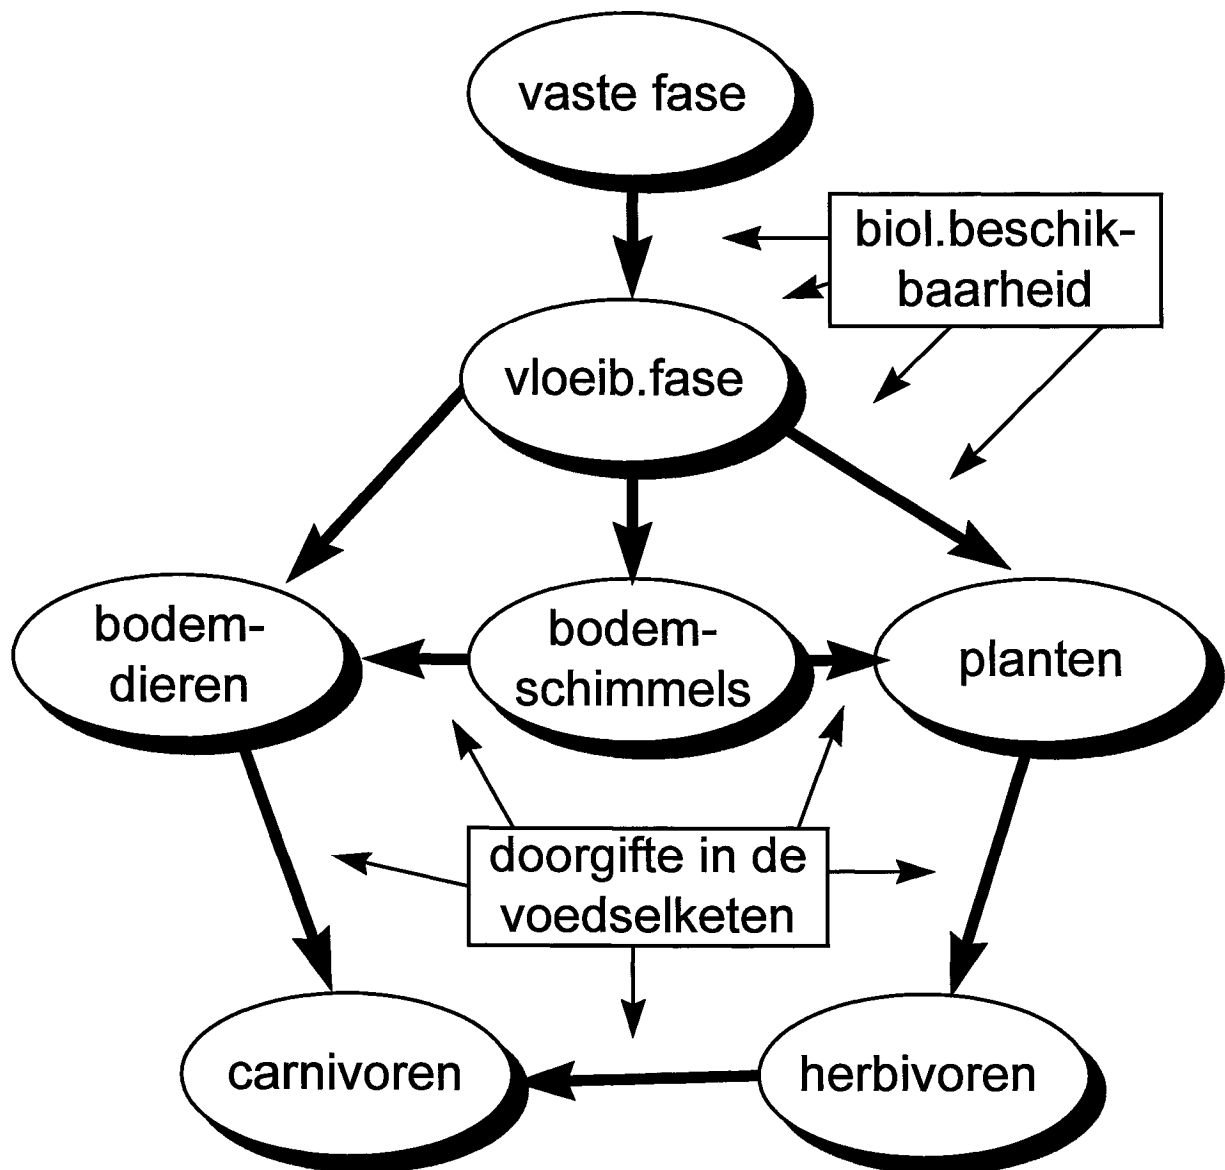 vaste fase
biol.beschik-
baarheid
vloeib.fase
bodem-
dieren
bodem-
schimmels
planten
doorgifte in de
voedselketen
carnivoren
herbivoren